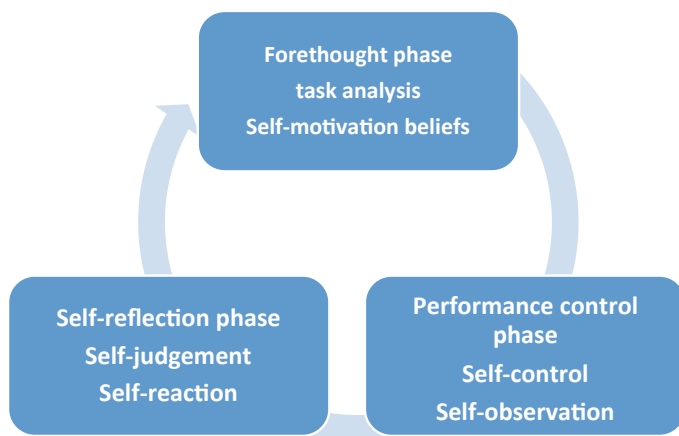 Forethought phase
task analysis
Self-motivation beliefs
Self-reflection phase
Self-judgement
Self-reaction
Performance control
phase
Self-control
Self-observation